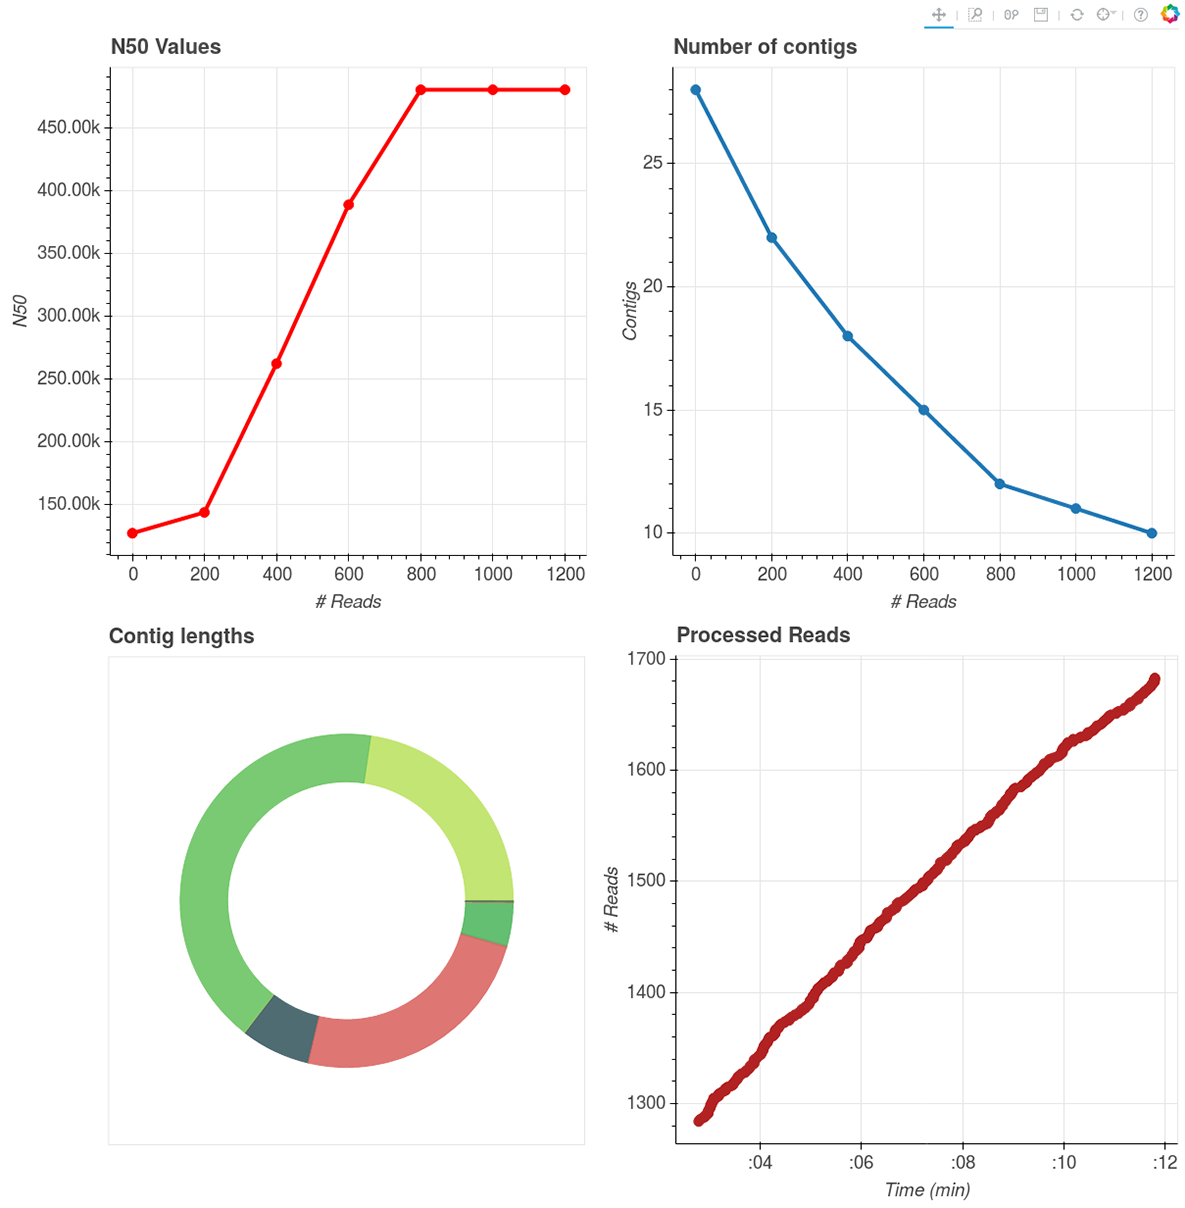 N50 Values
450.00k
400.00k
350.00k
300.00k
250.00k
200.00k
150.00k
N50
0 200 400 600 800 1000 1200
# Reads
Number of contigs
25
20
15
10
Contigs
0 200 400 600 800 1000 1200
# Reads
Contig lengths
Processed Reads
1700
1600
1500
1400
1300
# Reads
:04 :06 :08 :10 :12
Time (min)